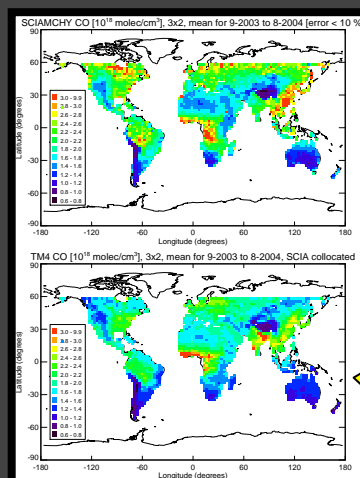 SCIAMCHY CO [10¹⁸ molec/cm³], 3x2, mean for 9-2003 to 8-2004 [error < 10 %
90
60
30
0
-30
-60
-90
Latitude (degrees)
3.0 - 9.9
2.8 - 3.0
2.6 - 2.8
2.4 - 2.6
2.2 - 2.4
2.0 - 2.2
1.8 - 2.0
1.6 - 1.8
1.4 - 1.6
1.2 - 1.4
1.0 - 1.2
0.8 - 1.0
0.6 - 0.8
-180 -120 -60 0 60 120 180
Longitude (degrees)
TM4 CO [10¹⁸ molec/cm³], 3x2, mean for 9-2003 to 8-2004, SCIA collocated
90
60
30
0
-30
-60
-90
Latitude (degrees)
3.0 - 9.9
2.8 - 3.0
2.6 - 2.8
2.4 - 2.6
2.2 - 2.4
2.0 - 2.2
1.8 - 2.0
1.6 - 1.8
1.4 - 1.6
1.2 - 1.4
1.0 - 1.2
0.8 - 1.0
0.6 - 0.8
-180 -120 -60 0 60 120 180
Longitude (degrees)